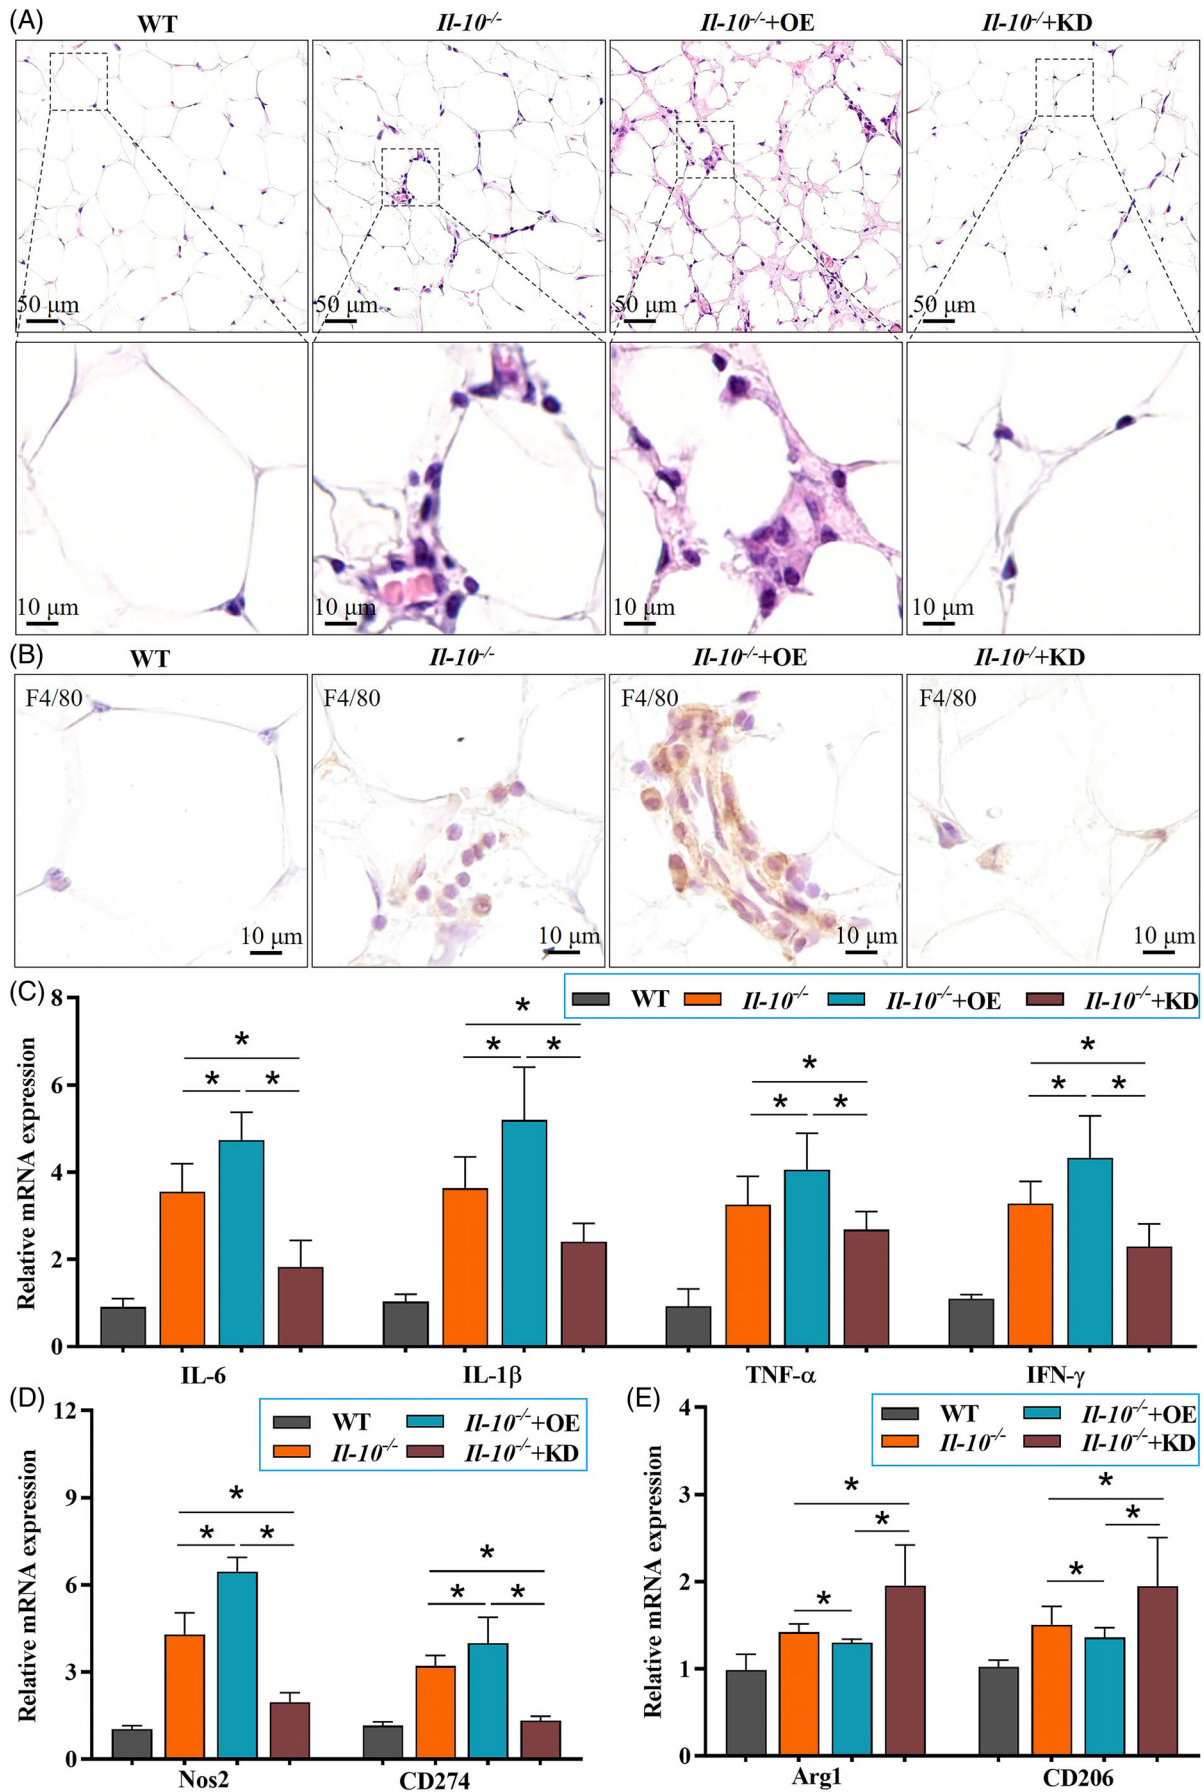 (A) WT Il-10-/- Il-10-/-+OE Il-10-/-+KD
50 μm 50 μm 50 μm 50 μm
10 μm 10 μm 10 μm 10 μm
(B) WT Il-10-/- Il-10-/-+OE Il-10-/+KD
F4/80 F4/80 F4/80 F4/80
10 μm 10 μm 10 μm 10 μm
(C)
WT Il-10-/- Il-10-/-+OE Il-10-/-+KD
Relative mRNA expression
8
6
4
2
0
* * *
* * *
* * *
* * *
IL-6 IL-1β TNF-α IFN-γ
(D)
WT Il-10-/-+OE
Il-10-/- Il-10-/-+KD
Relative mRNA expression
12
9
6
3
0
* * *
* * *
Nos2 CD274
(E)
WT Il-10-/-+OE
Il-10-/- Il-10-/-+KD
Relative mRNA expression
4
3
2
1
0
* * *
* * *
Arg1 CD206